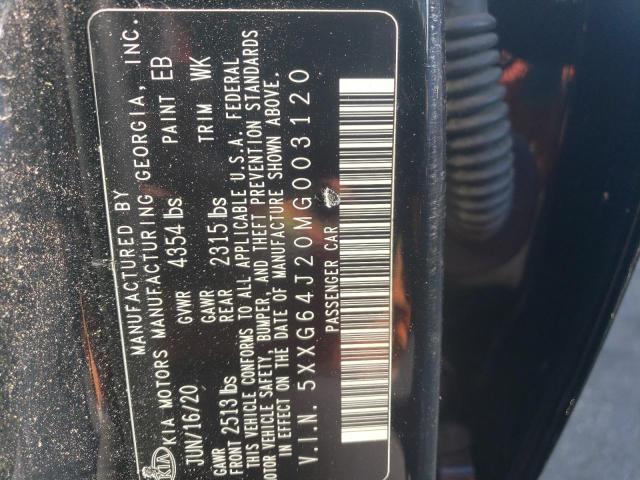 MANUFACTURED BY
KIA KIA MOTORS MANUFACTURING GEORGIA, INC.
JUN/16/20 GVWR 4354 lbs PAINT EB
GAWR FRONT 2513 lbs GAWR REAR 2315 lbs TRIM WK
THIS VEHICLE CONFORMS TO ALL APPLICABLE U.S.A. FEDERAL
MOTOR VEHICLE SAFETY, BUMPER, AND THEFT PREVENTION STANDARDS
IN EFFECT ON THE DATE OF MANUFACTURE SHOWN ABOVE.
V.I.N. 5XXG64J20MG003120
PASSENGER CAR